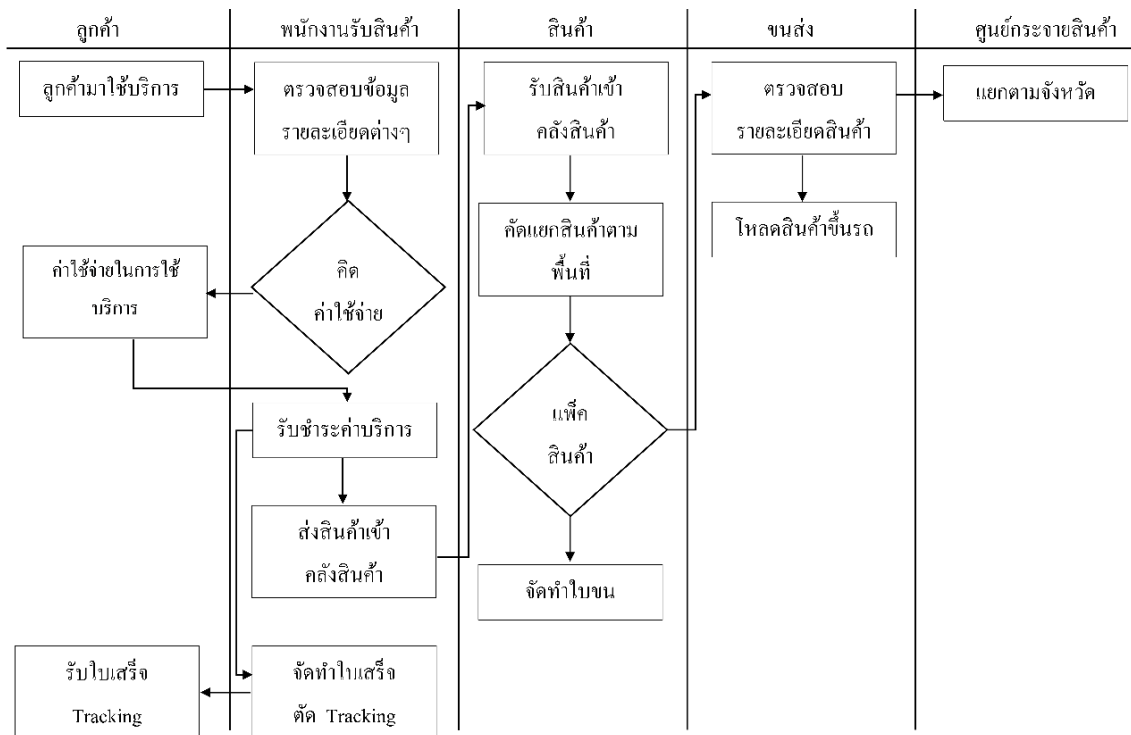 ลูกค้า
พนักงานรับสินค้า
สินค้า
ขนส่ง
ศูนย์กระจายสินค้า
ลูกค้ามาใช้บริการ
ตรวจสอบข้อมูล
รายละเอียดต่างๆ
รับสินค้าเข้า
คลังสินค้า
ตรวจสอบ
รายละเอียดสินค้า
แยกตามจังหวัด
คิด
ค่าใช้จ่าย
คัดแยกสินค้าตาม
พื้นที่
โหลดสินค้าขึ้นรถ
ค่าใช้จ่ายในการใช้
บริการ
รับชำระค่าบริการ
แพ็ค
สินค้า
ส่งสินค้าเข้า
คลังสินค้า
จัดทำใบขน
รับใบเสร็จ
Tracking
จัดทำใบเสร็จ
ตัด Tracking